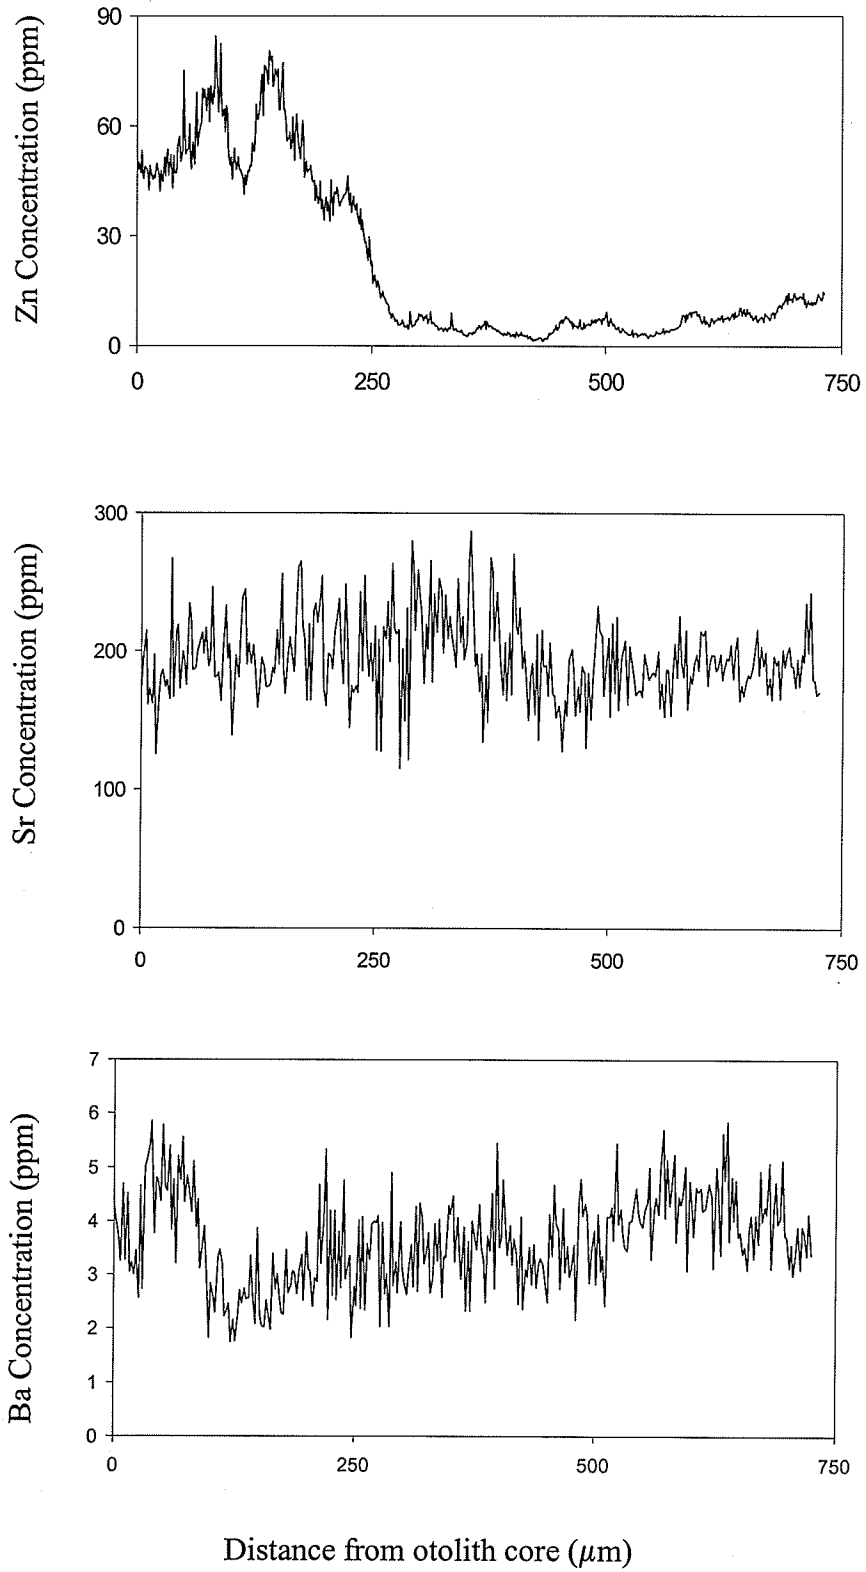 Zn Concentration (ppm)
90
60
30
0
0 250 500 750
Sr Concentration (ppm)
300
200
100
0
0 250 500 750
Ba Concentration (ppm)
7
6
5
4
3
2
1
0
0 250 500 750
Distance from otolith core (µm)